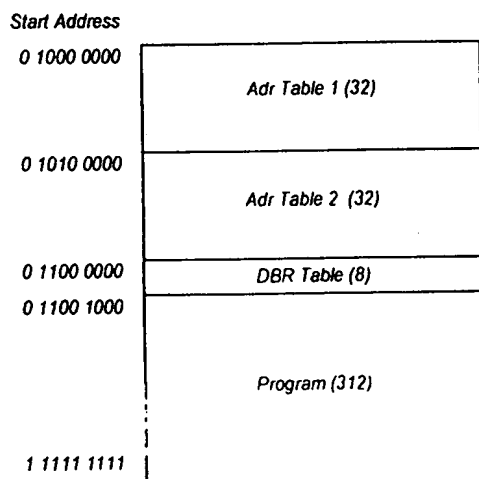 Start Address
0 1000 0000
Adr Table 1 (32)
0 1010 0000
Adr Table 2 (32)
0 1100 0000
DBR Table (8)
0 1100 1000
Program (312)
1 1111 1111